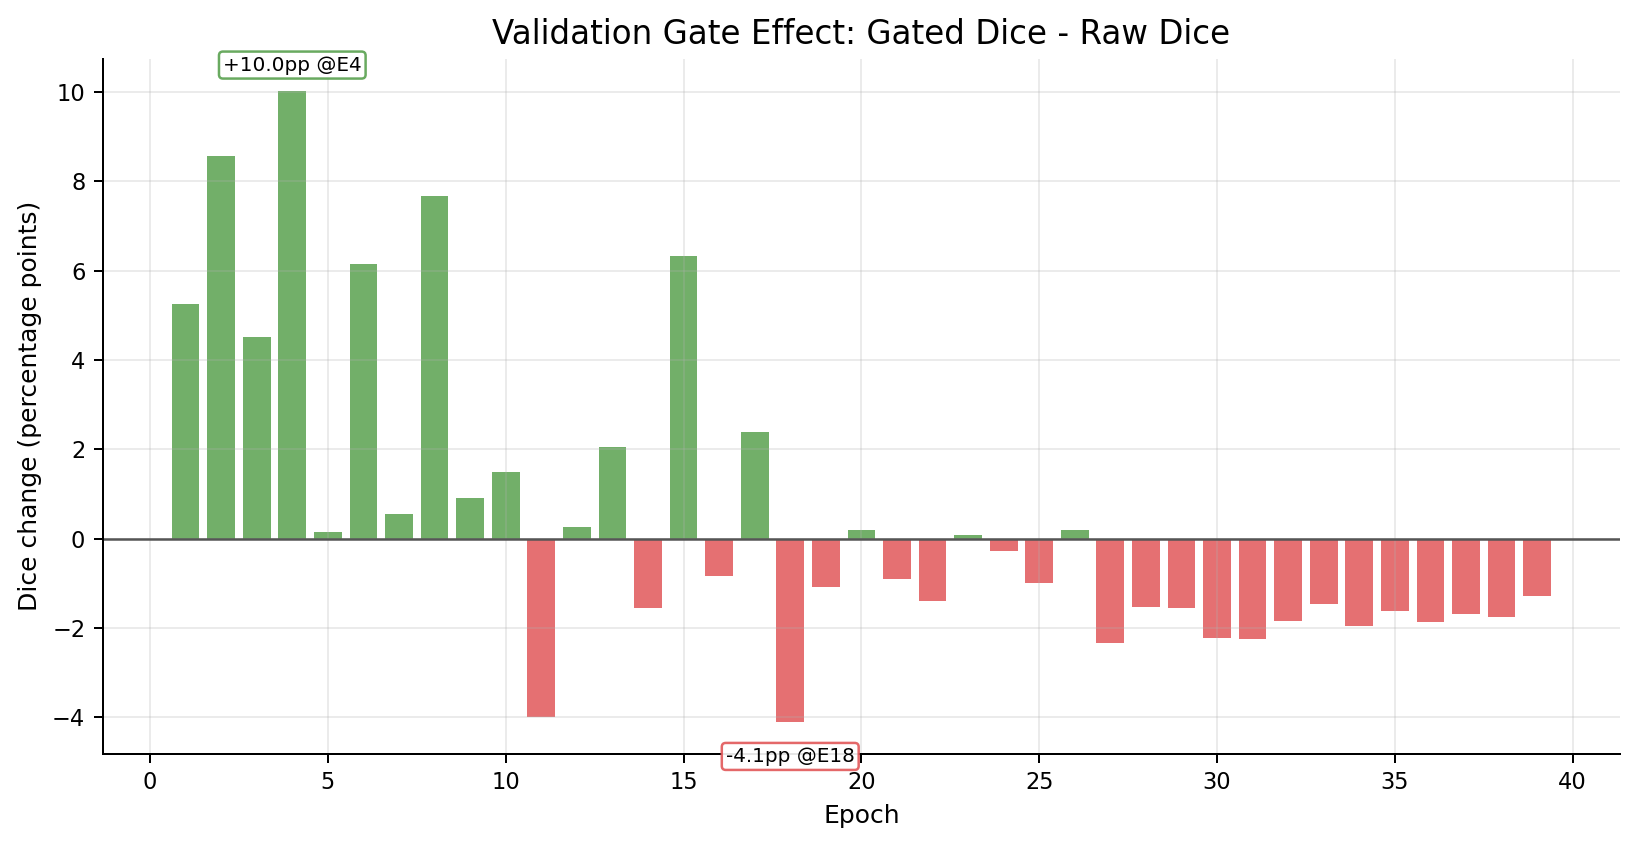 Validation Gate Effect: Gated Dice - Raw Dice
+10.0pp @E4
Dice change (percentage points)
10
8
6
4
2
0
−2
−4
-4.1pp @E18
0 5 10 15 20 25 30 35 40
Epoch